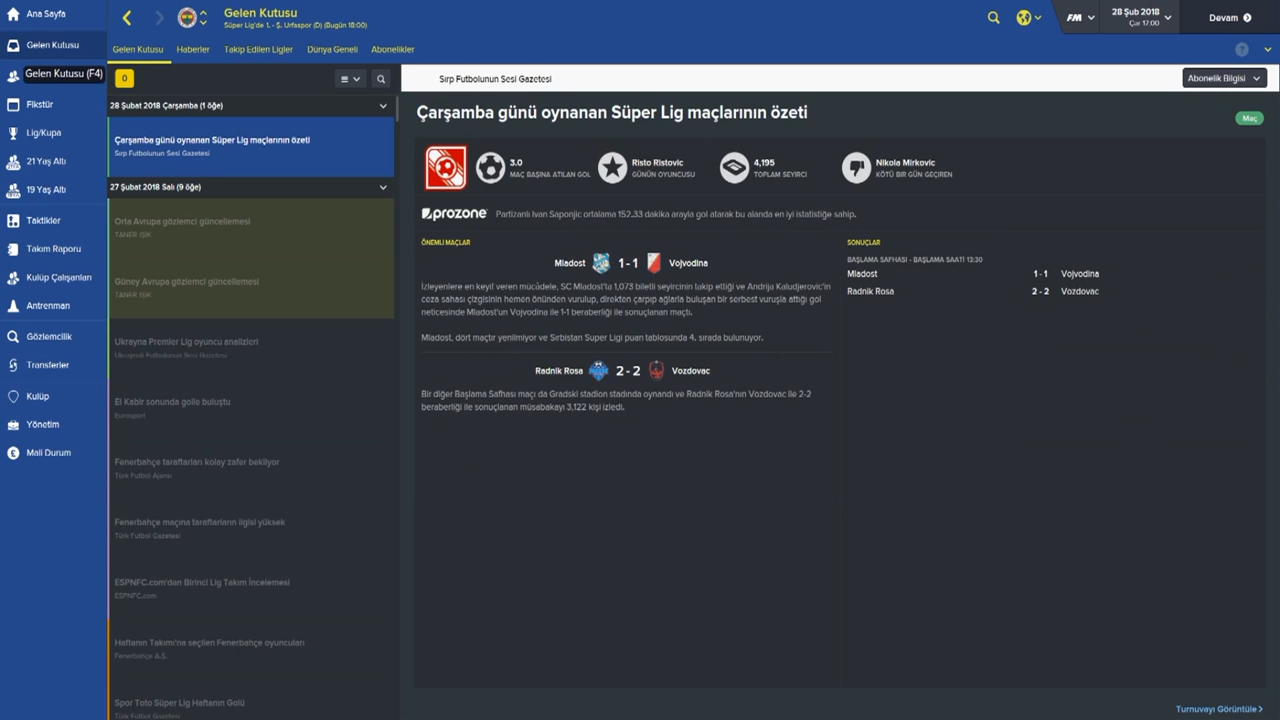 Ana Sayfa
Gelen Kutusu
Gelen Kutusu (F4)
Fikstür
Lig/Kupa
21 Yaş Altı
19 Yaş Altı
Taktikler
Takım Raporu
Kulüp Çalışanları
Antrenman
Gözlemcilik
Transferler
Kulüp
Yönetim
Mali Durum
Gelen Kutusu
Süper Lig'de 1. - Ş. Urfaspor (D) (Bugün 18:00)
FM
28 Şub 2018
Çar 17:00
Devam
Gelen Kutusu
Haberler
Takip Edilen Ligler
Dünya Geneli
Abonelikler
0
28 Şubat 2018 Çarşamba (1 öğe)
Çarşamba günü oynanan Süper Lig maçlarının özeti
Sırp Futbolunun Sesi Gazetesi
27 Şubat 2018 Salı (9 öğe)
Orta Avrupa gözlemci güncellemesi
TANER IŞIK
Güney Avrupa gözlemci güncellemesi
TANER IŞIK
Ukrayna Premier Lig oyuncu analizleri
Ukraynalı Futbolunun Sesi Gazetesi
El Kabir sonunda golle buluştu
Eurosport
Fenerbahçe taraftarları kolay zafer bekliyor
Türk Futbol Ajansı
Fenerbahçe maçına taraftarların ilgisi yüksek
Türk Futbol Gazetesi
ESPNFC.com'dan Birinci Lig Takım İncelemesi
ESPNFC.com
Haftanın Takımı'na seçilen Fenerbahçe oyuncuları
Fenerbahçe A.Ş.
Spor Toto Süper Lig Haftanın Golü
Türk Futbol Gazetesi
Sırp Futbolunun Sesi Gazetesi
Abonelik Bilgisi
Çarşamba günü oynanan Süper Lig maçlarının özeti
Maç
3.0
MAÇ BAŞINA ATILAN GOL
Risto Ristovic
GÜNÜN OYUNCUSU
4,195
TOPLAM SEYİRCİ
Nikola Mirkovic
KÖTÜ BİR GÜN GEÇİREN
prozone Partizanlı Ivan Saponjic ortalama 152.33 dakika arayla gol atarak bu alanda en iyi istatistiğe sahip.
ÖNEMLİ MAÇLAR
Mladost 1 - 1 Vojvodina
İzleyenlere en keyif veren mücadele, SC Mladost'ta 1,073 biletli seyircinin takip ettiği ve Andrija Kaludjerovic'in
ceza sahası çizgisinin hemen önünden vurulup, direkten çarpıp ağlarla buluşan bir serbest vuruşla attığı gol
neticesinde Mladost'un Vojvodina ile 1-1 beraberliği ile sonuçlanan maçtı.
Mladost, dört maçtır yenilmiyor ve Sırbistan Super Ligi puan tablosunda 4. sırada bulunuyor.
Radnik Rosa 2 - 2 Vozdovac
Bir diğer Başlama Safhası maçı da Gradski stadion stadında oynandı ve Radnik Rosa'nın Vozdovac ile 2-2
beraberliği ile sonuçlanan müsabakayı 3,122 kişi izledi.
SONUÇLAR
BAŞLAMA SAFHASI - BAŞLAMA SAATİ 13:30
Mladost 1 - 1 Vojvodina
Radnik Rosa 2 - 2 Vozdovac
Turnuvayı Görüntüle